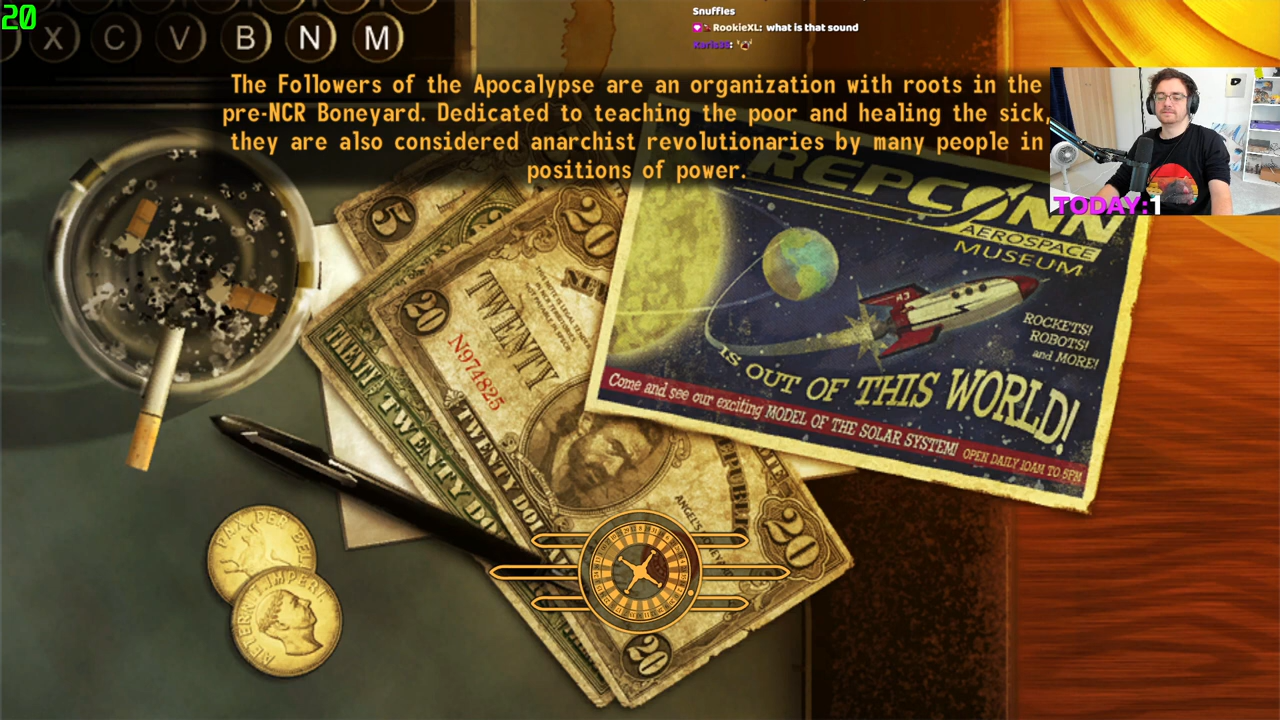 20
X C V B N M
Snuffles
RookieXL: what is that sound
Karis38:
The Followers of the Apocalypse are an organization with roots in the
pre-NCR Boneyard. Dedicated to teaching the poor and healing the sick,
they are also considered anarchist revolutionaries by many people in
positions of power.
TODAY:1
REPCONN
AEROSPACE
MUSEUM
ROCKETS!
ROBOTS!
and MORE!
IS OUT OF THIS WORLD!
Come and see our exciting MODEL OF THE SOLAR SYSTEM! OPEN DAILY 10AM TO 5PM
5
20
20
TWENTY
N974825
TWENTY
TWENTY
REPUBLIC
20
20
PAX PER BEL
AETERNIT IMPERI